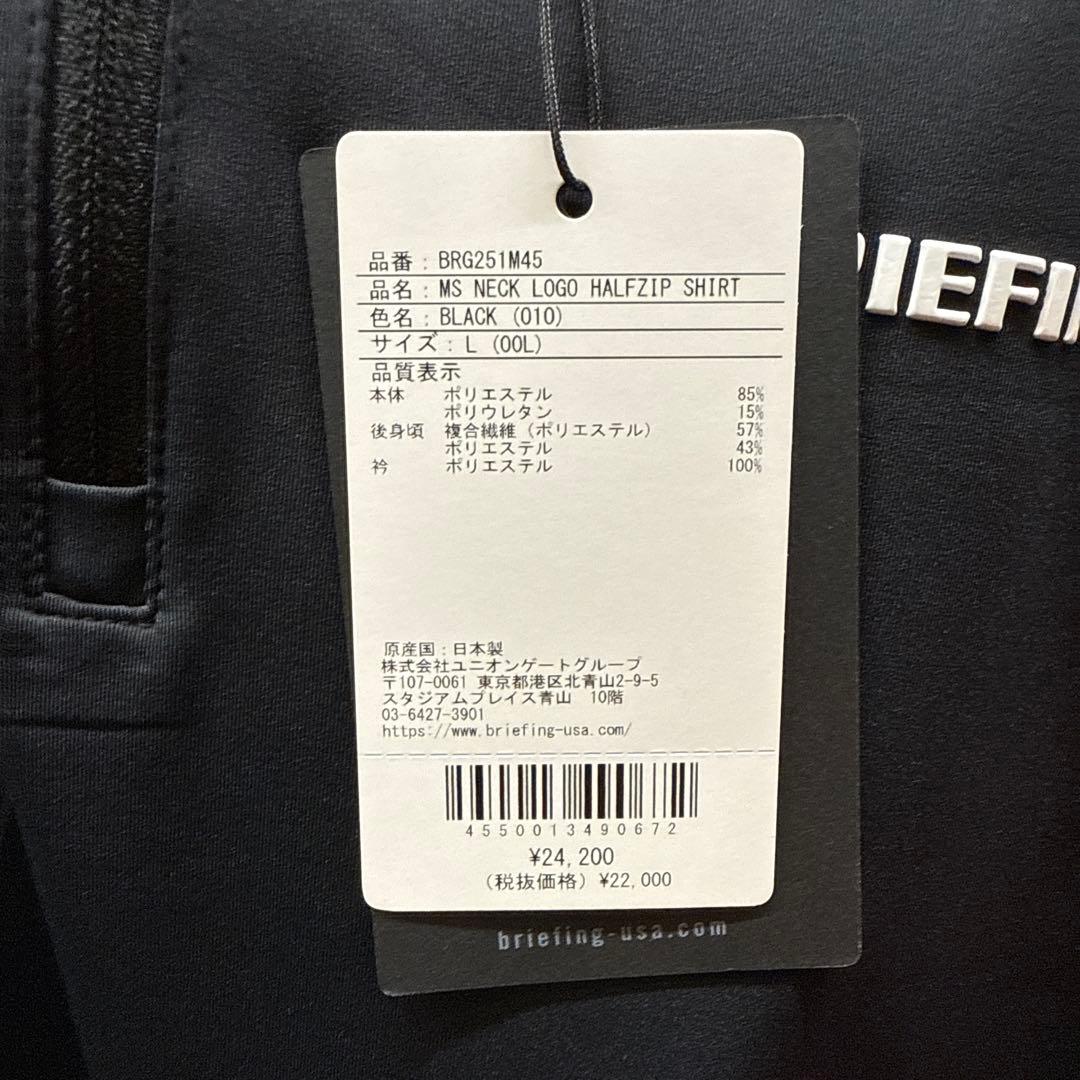 品番：BRG251M45
品名：MS NECK LOGO HALFZIP SHIRT
色名：BLACK (010)
サイズ：L (00L)
品質表示
本体 ポリエステル 85%
ポリウレタン 15%
後身頃 複合繊維（ポリエステル） 57%
ポリエステル 43%
衿 ポリエステル 100%
原産国：日本製
株式会社ユニオンゲートグループ
〒107-0061 東京都港区北青山2-9-5
スタジアムプレイス青山 10階
03-6427-3901
https://www.briefing-usa.com/
4550013490672
¥24,200
（税抜価格）¥22,000
briefing-usa.com
RIEFIN